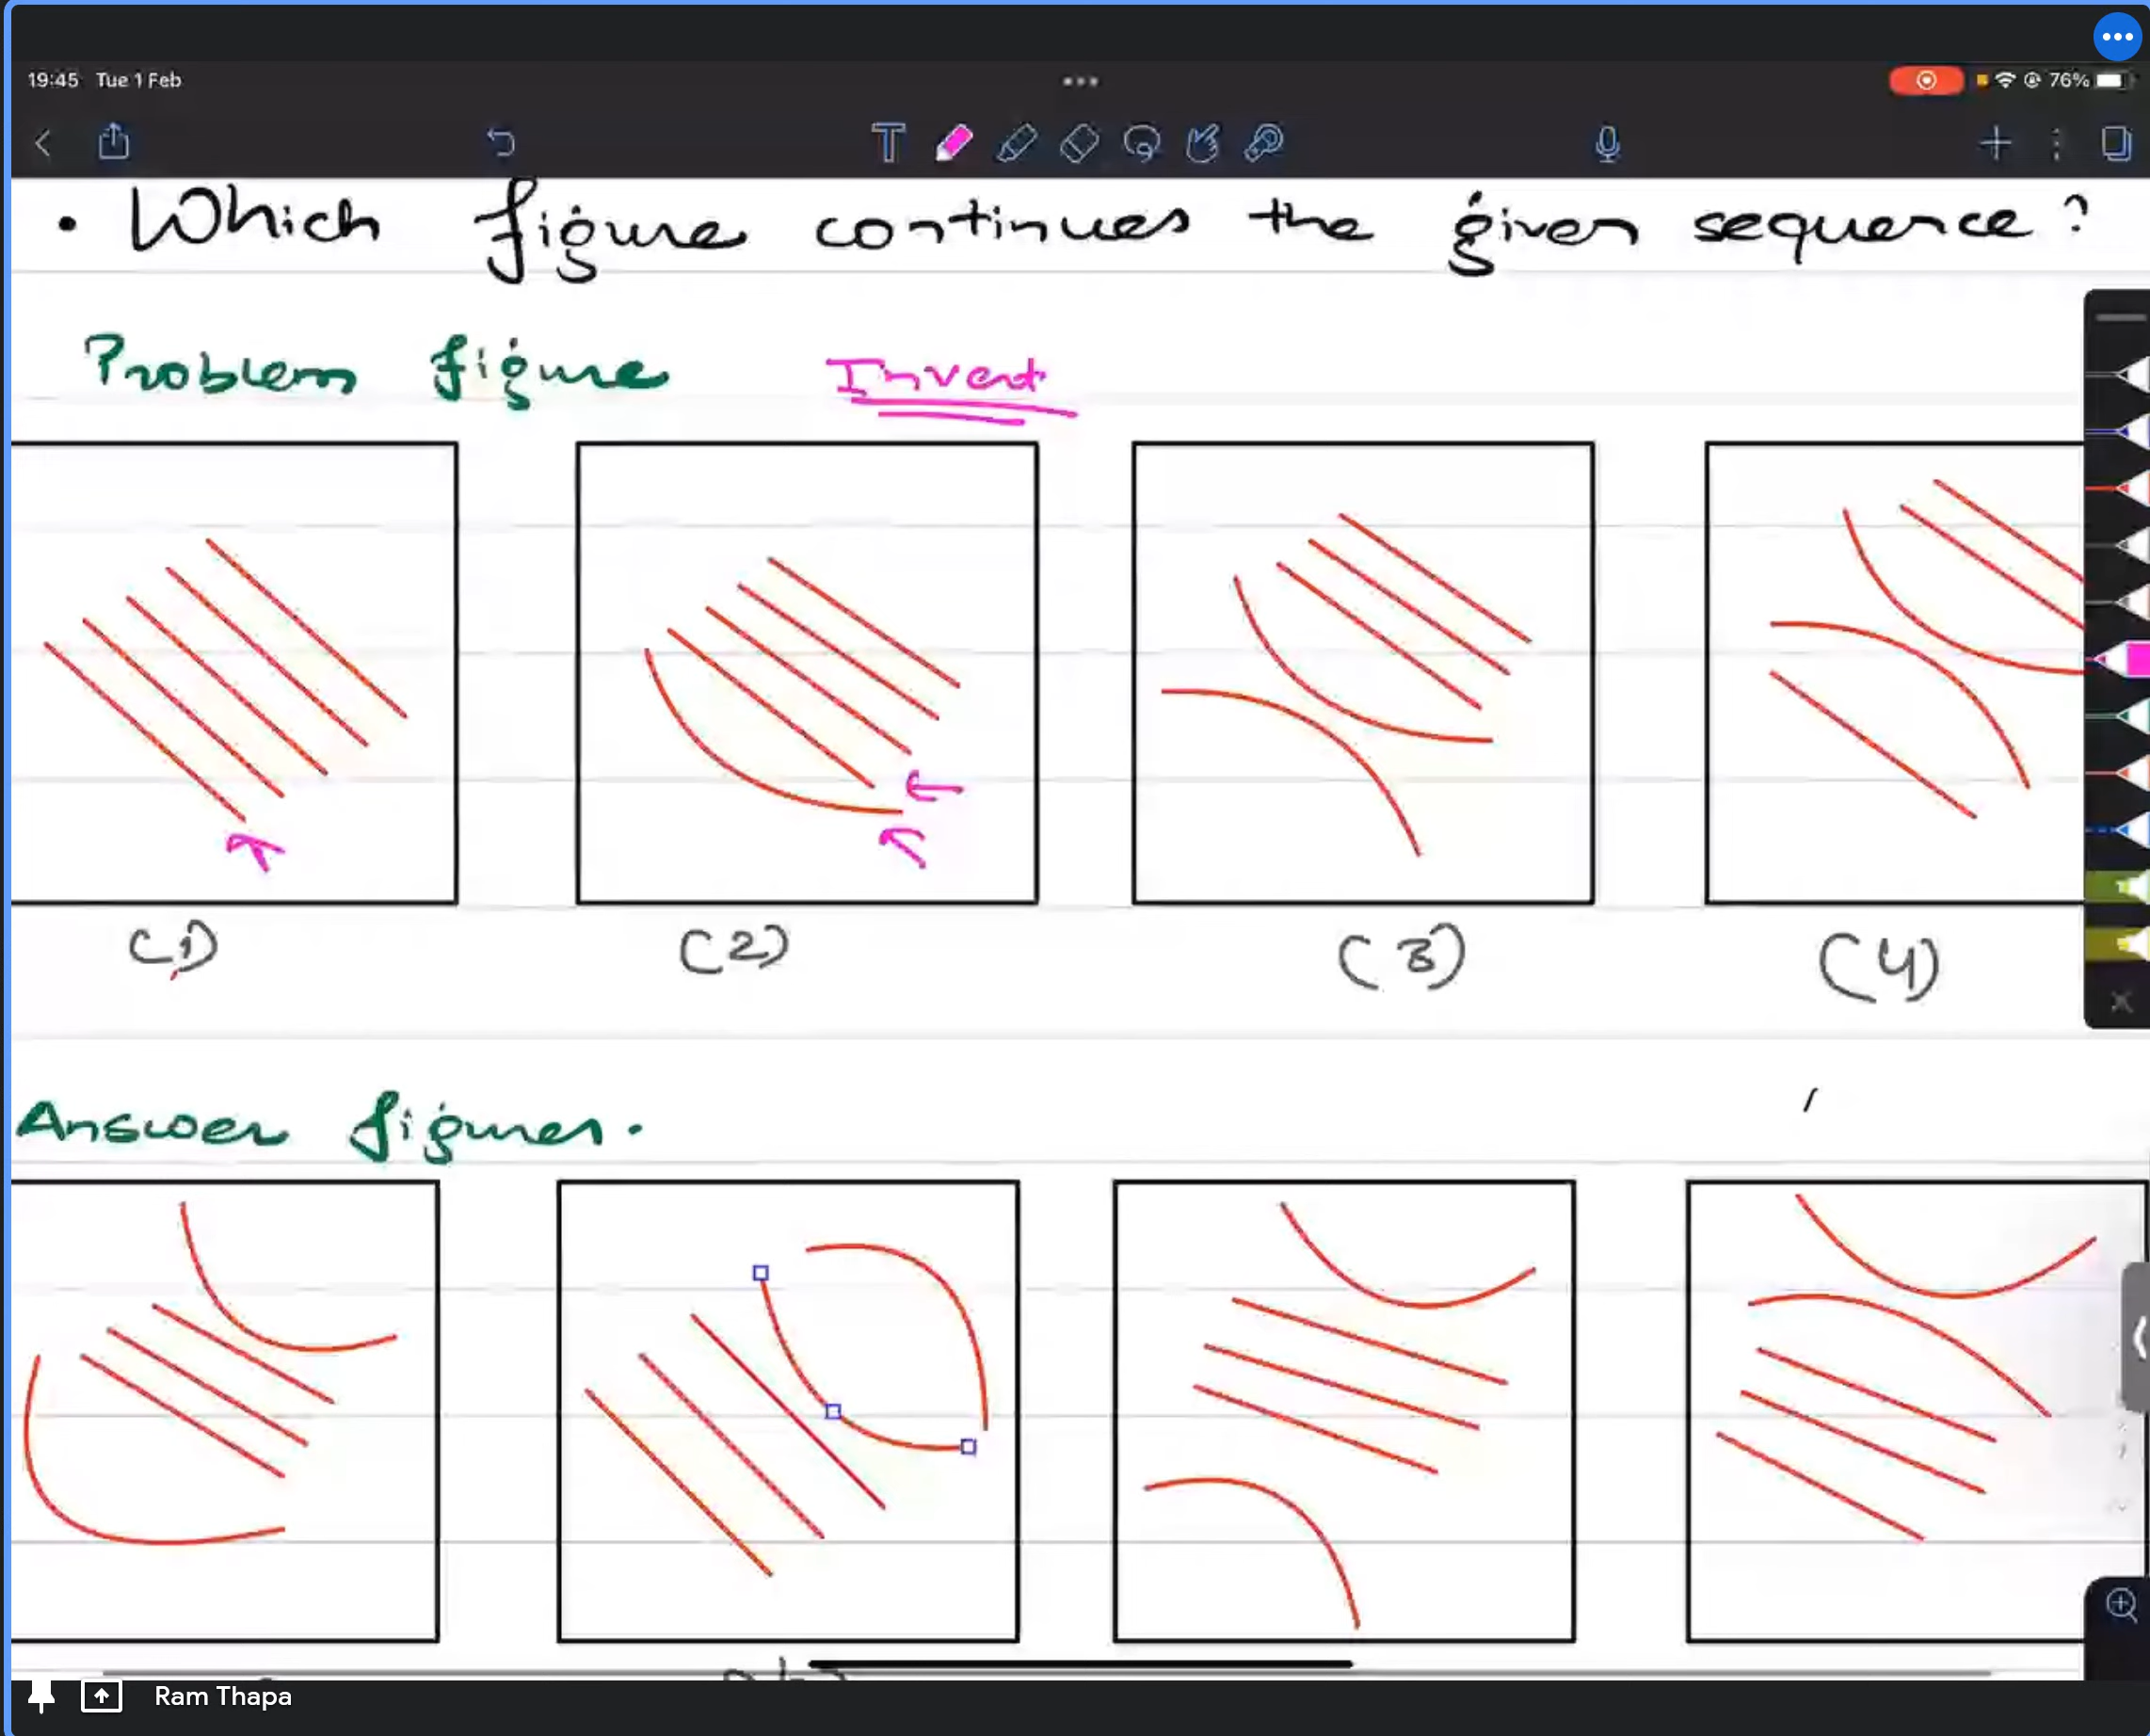 19:45 Tue 1 Feb
76%
• Which figure continues the given sequence?
Problem figure Invert
(1) (2) (3) (4)
Answer figures.
Ram Thapa